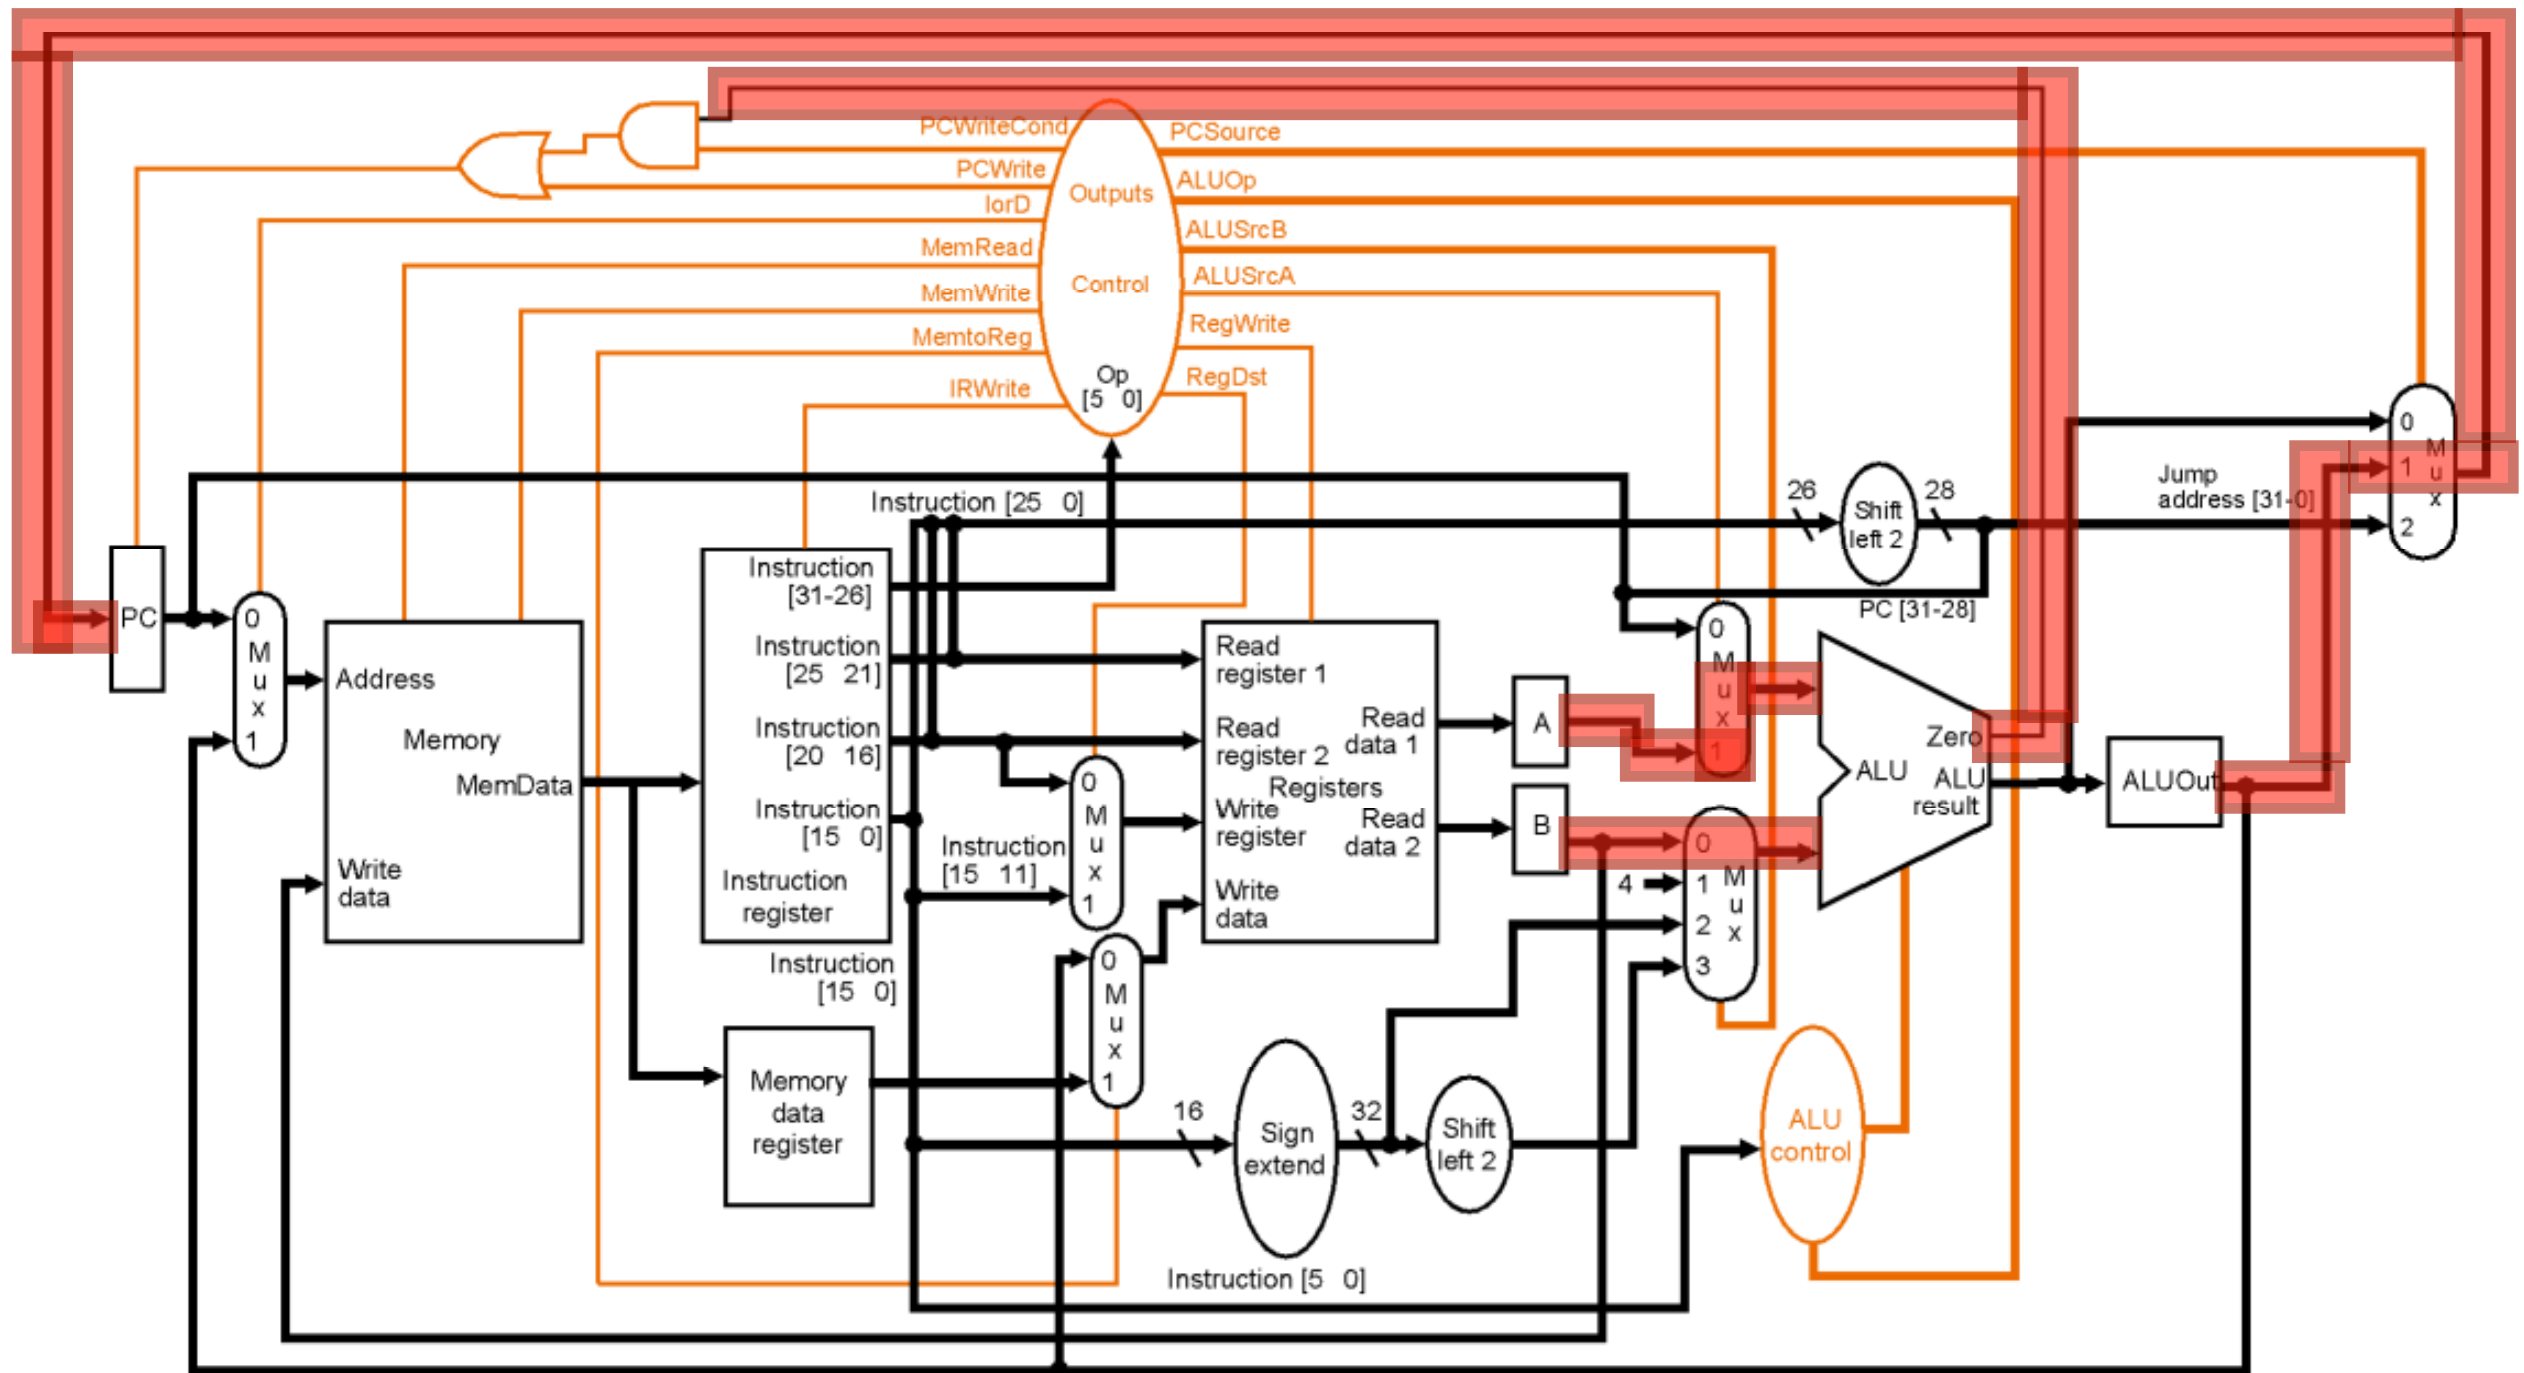 PCWriteCond
PCSource
PCWrite
ALUOp
Outputs
IorD
ALUSrcB
MemRead
ALUSrcA
Control
MemWrite
RegWrite
MemtoReg
Op
[5 0]
RegDst
IRWrite
0
M
1 u
x
2
Jump
address [31-0]
Instruction [25 0]
26
Shift
left 2
28
PC [31-28]
PC
0
M
u
x
1
Address
Memory
MemData
Write
data
Instruction
[31-26]
Instruction
[25 21]
Instruction
[20 16]
Instruction
[15 0]
Instruction
register
Instruction
[15 0]
0
M
u
x
1
Instruction
[15 11]
Read
register 1
Read
register 2
Registers
Write
register
Write
data
Read
data 1
Read
data 2
A
B
0
M
u
x
1
0
4
1 M
u
2
x
3
Zero
ALU
ALU
result
ALUOut
0
M
u
x
1
Memory
data
register
16
Sign
extend
32
Shift
left 2
ALU
control
Instruction [5 0]